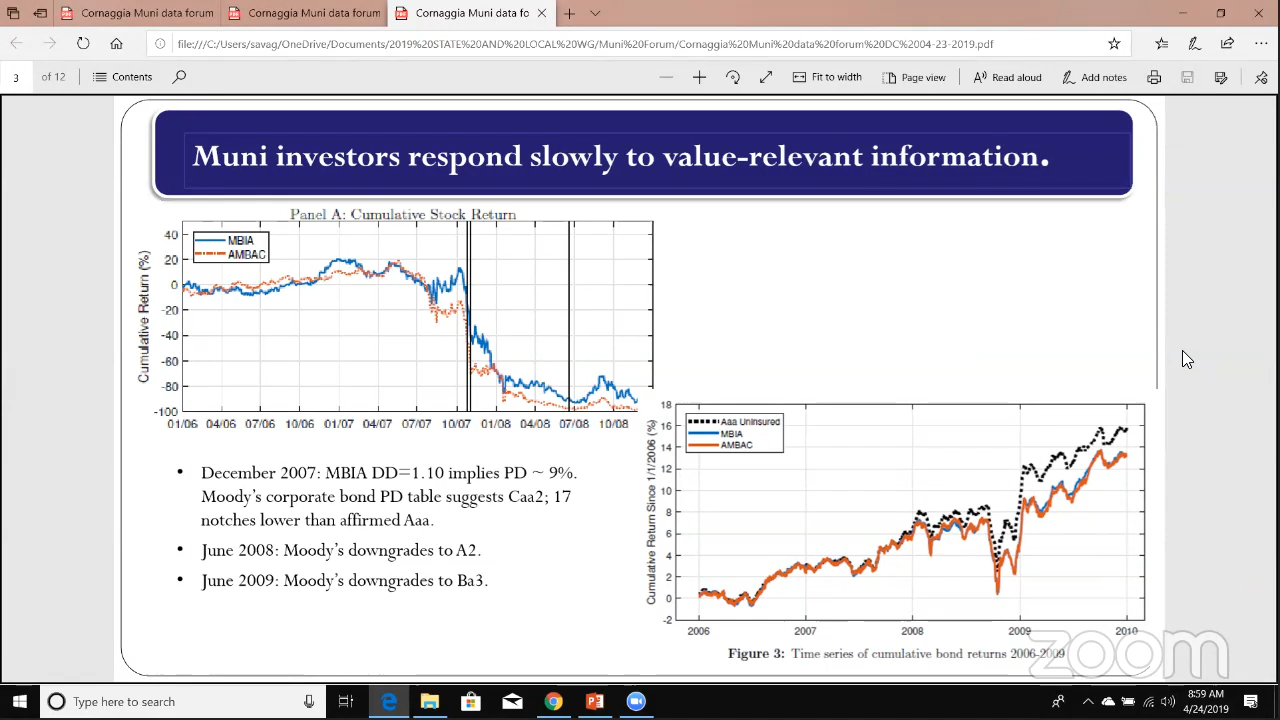 Cornaggia Muni data forum
Cornaggia Muni data forum
Cornaggia Muni data fo
file:///C:/Users/savag/OneDrive/Documents/2019%20STATE%20AND%20LOCAL%20WG/Muni%20Forum/Cornaggia%20Muni%20data%20forum%20DC%2004-23-2019.pdf
3 of 12 Contents Fit to width Page view Read aloud Add notes
Muni investors respond slowly to value-relevant information.
Panel A: Cumulative Stock Return
MBIA
AMBAC
Cumulative Return (%)
40
20
0
-20
-40
-60
-80
-100
01/06 04/06 07/06 10/06 01/07 04/07 07/07 10/07 01/08 04/08 07/08 10/08
• December 2007: MBIA DD=1.10 implies PD ~ 9%.
Moody's corporate bond PD table suggests Caa2; 17
notches lower than affirmed Aaa.
• June 2008: Moody's downgrades to A2.
• June 2009: Moody's downgrades to Ba3.
Aaa Uninsured
MBIA
AMBAC
Cumulative Return Since 1/1/2006 (%)
18
16
14
12
10
8
6
4
2
0
-2
2006 2007 2008 2009 2010
Figure 3: Time series of cumulative bond returns 2006-2009
zoom
Type here to search
8:59 AM
4/24/2019